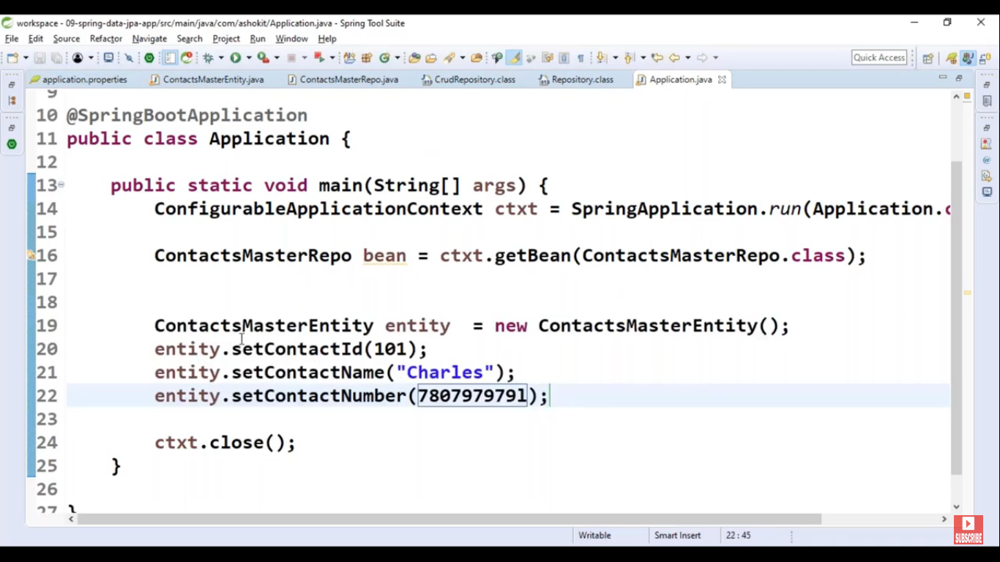 workspace - 09-spring-data-jpa-app/src/main/java/com/ashokit/Application.java - Spring Tool Suite
File Edit Source Refactor Navigate Search Project Run Window Help
Quick Access
application.properties ContactsMasterEntity.java ContactsMasterRepo.java CrudRepository.class Repository.class Application.java
9
10 @SpringBootApplication
11 public class Application {
12
13 public static void main(String[] args) {
14 ConfigurableApplicationContext ctxt = SpringApplication.run(Application.c
15
16 ContactsMasterRepo bean = ctxt.getBean(ContactsMasterRepo.class);
17
18
19 ContactsMasterEntity entity = new ContactsMasterEntity();
20 entity.setContactId(101);
21 entity.setContactName("Charles");
22 entity.setContactNumber(780797979l);
23
24 ctxt.close();
25 }
26
27 }
Writable Smart Insert 22 : 45
SUBSCRIBE